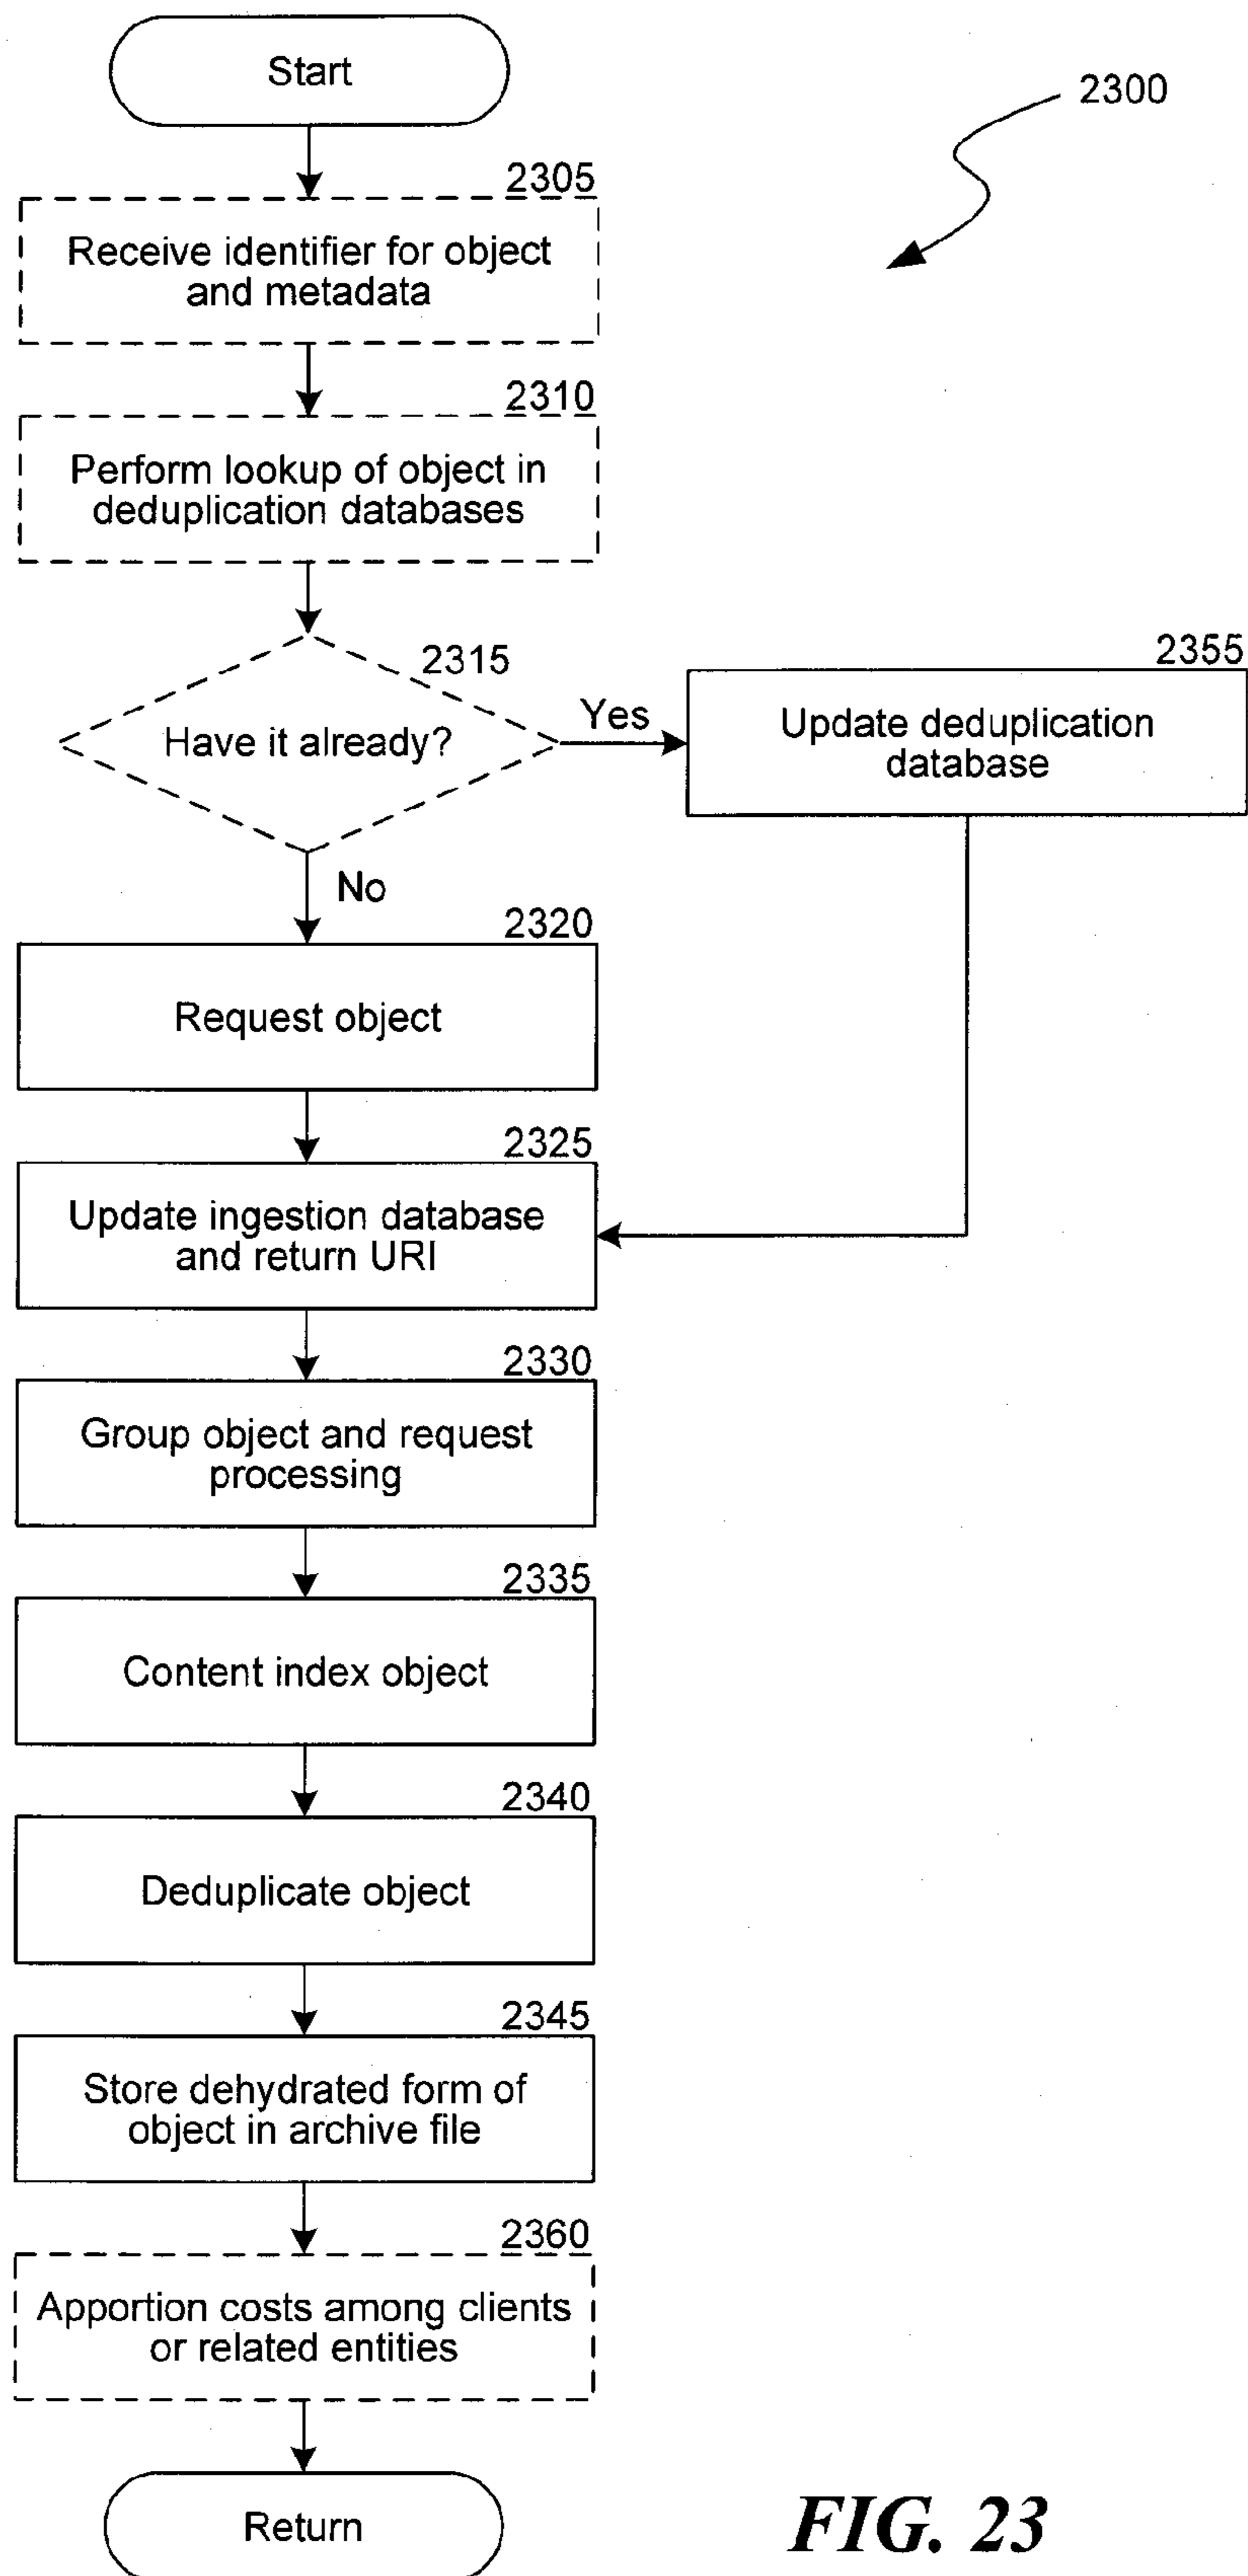 Start
2300
2305
Receive identifier for object
and metadata
2310
Perform lookup of object in
deduplication databases
2315
Have it already?
Yes
2355
Update deduplication
database
No
2320
Request object
2325
Update ingestion database
and return URI
2330
Group object and request
processing
2335
Content index object
2340
Deduplicate object
2345
Store dehydrated form of
object in archive file
2360
Apportion costs among clients
or related entities
Return
FIG. 23